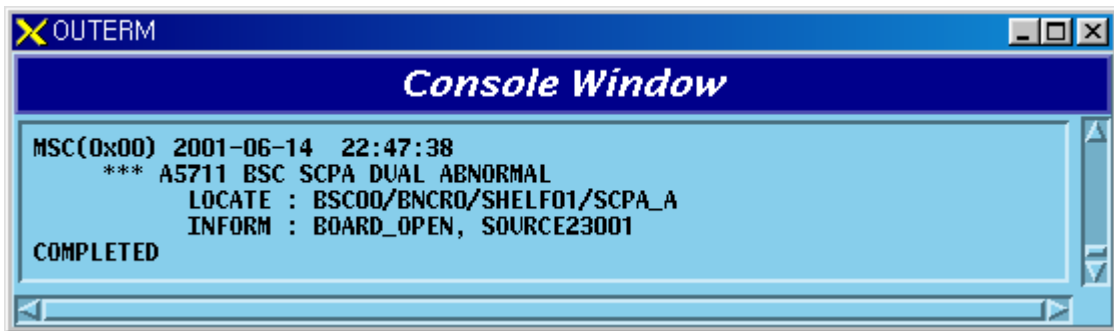 OUTERM
Console Window
MSC(0x00) 2001-06-14 22:47:38
*** A5711 BSC SCPA DUAL ABNORMAL
LOCATE : BSC00/BNCR0/SHELF01/SCPA_A
INFORM : BOARD_OPEN, SOURCE23001
COMPLETED